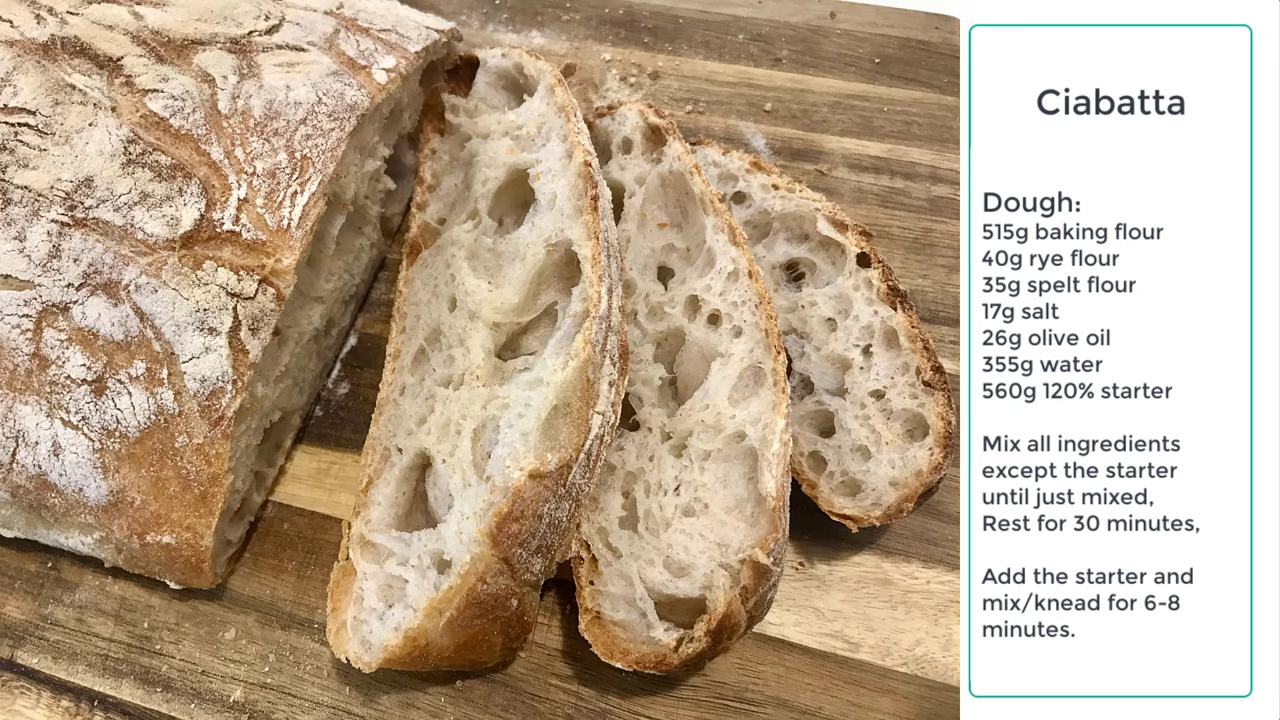 Ciabatta
Dough:
515g baking flour
40g rye flour
35g spelt flour
17g salt
26g olive oil
355g water
560g 120% starter
Mix all ingredients
except the starter
until just mixed,
Rest for 30 minutes,
Add the starter and
mix/knead for 6-8
minutes.